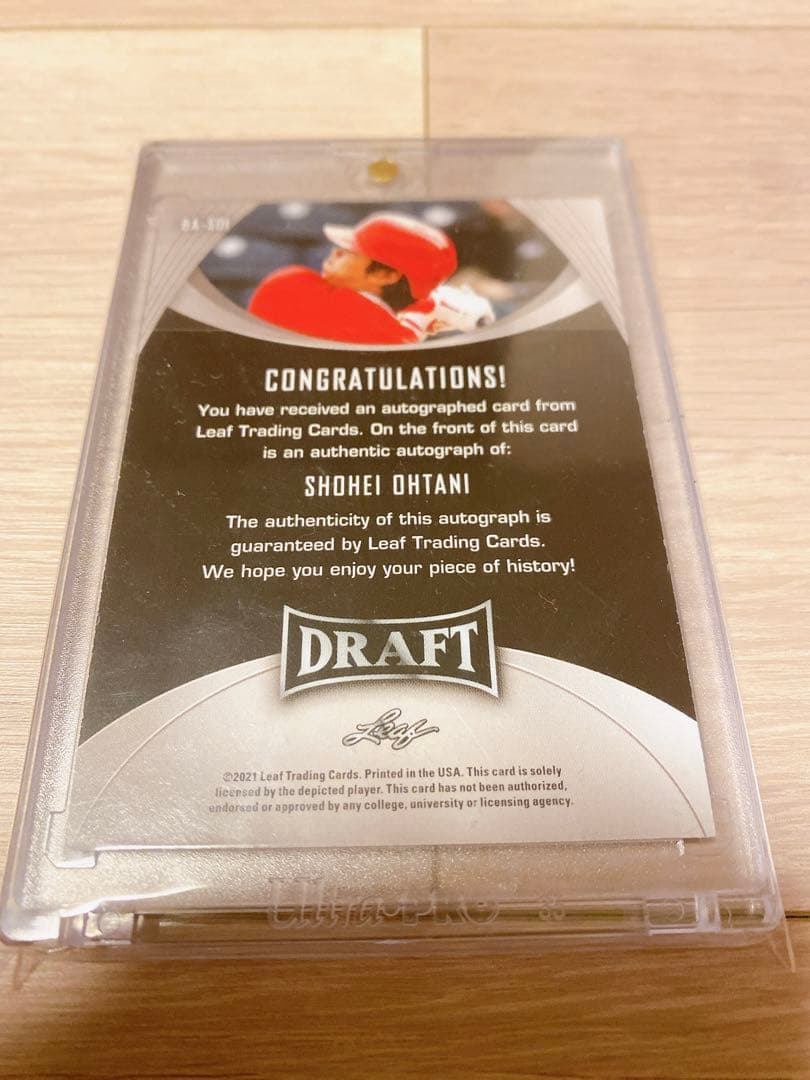 BA-SO1
CONGRATULATIONS!
You have received an autographed card from
Leaf Trading Cards. On the front of this card
is an authentic autograph of:
SHOHEI OHTANI
The authenticity of this autograph is
guaranteed by Leaf Trading Cards.
We hope you enjoy your piece of history!
DRAFT
Leaf
©2021 Leaf Trading Cards. Printed in the USA. This card is solely
licensed by the depicted player. This card has not been authorized,
endorsed or approved by any college, university or licensing agency.
Ultra•PRO